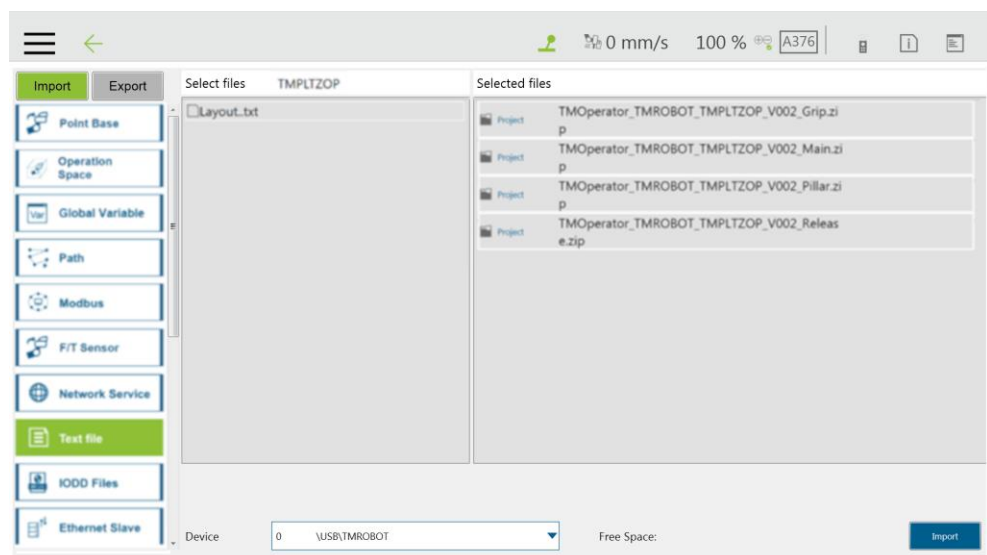 0 mm/s 100 % A376
Import Export
Select files TMPLTZOP
Selected files
Point Base
Operation
Space
Var Global Variable
Path
Modbus
F/T Sensor
Network Service
Text file
IODD Files
Ethernet Slave
Layout..txt
Project TMOperator_TMROBOT_TMPLTZOP_V002_Grip.zi
p
Project TMOperator_TMROBOT_TMPLTZOP_V002_Main.zi
p
Project TMOperator_TMROBOT_TMPLTZOP_V002_Pillar.zi
p
Project TMOperator_TMROBOT_TMPLTZOP_V002_Releas
e.zip
Device 0 \USB\TMROBOT Free Space: Import